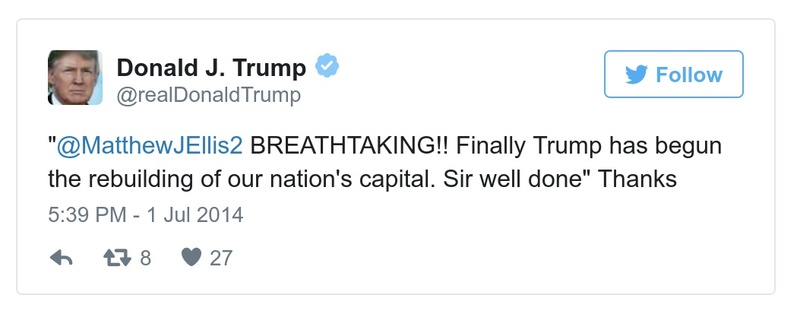 Donald J. Trump
@realDonaldTrump
Follow
"@MatthewJEllis2 BREATHTAKING!! Finally Trump has begun
the rebuilding of our nation's capital. Sir well done" Thanks
5:39 PM - 1 Jul 2014
8 27